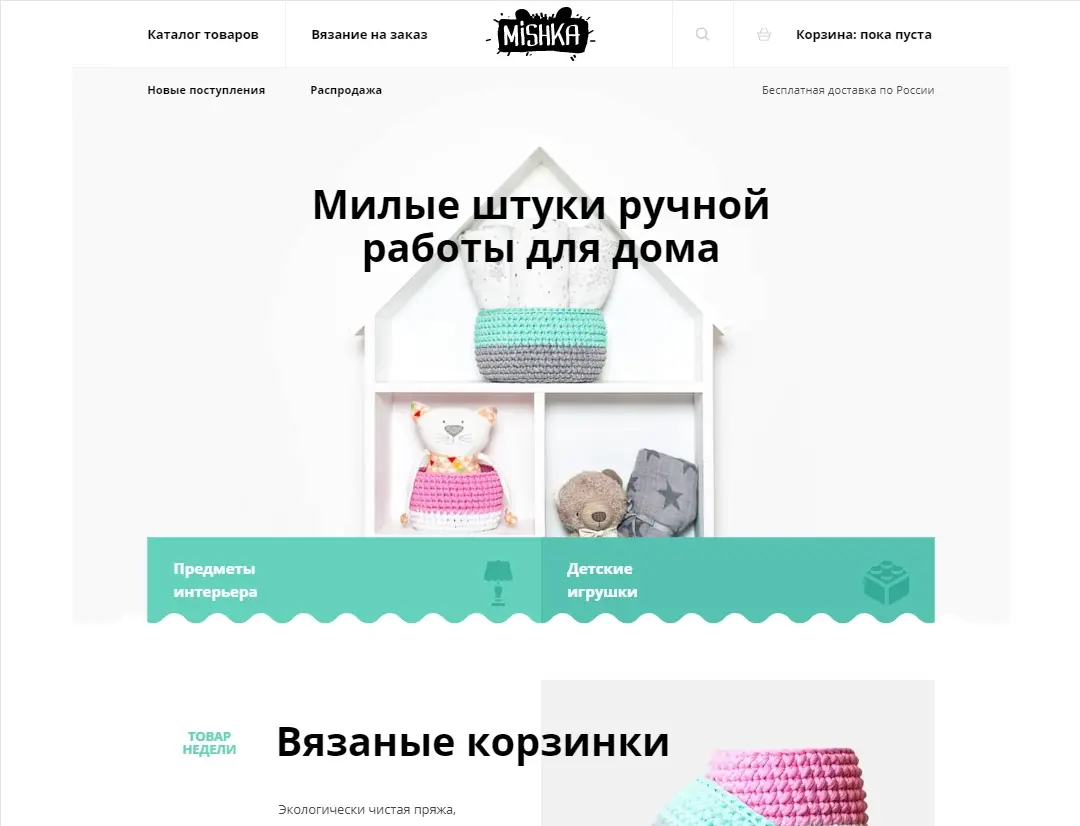 Каталог товаров
Вязание на заказ
MiSHKA
Корзина: пока пуста
Новые поступления
Распродажа
Бесплатная доставка по России
Милые штуки ручной
работы для дома
Предметы
интерьера
Детские
игрушки
ТОВАР
НЕДЕЛИ
Вязаные корзинки
Экологически чистая пряжа,